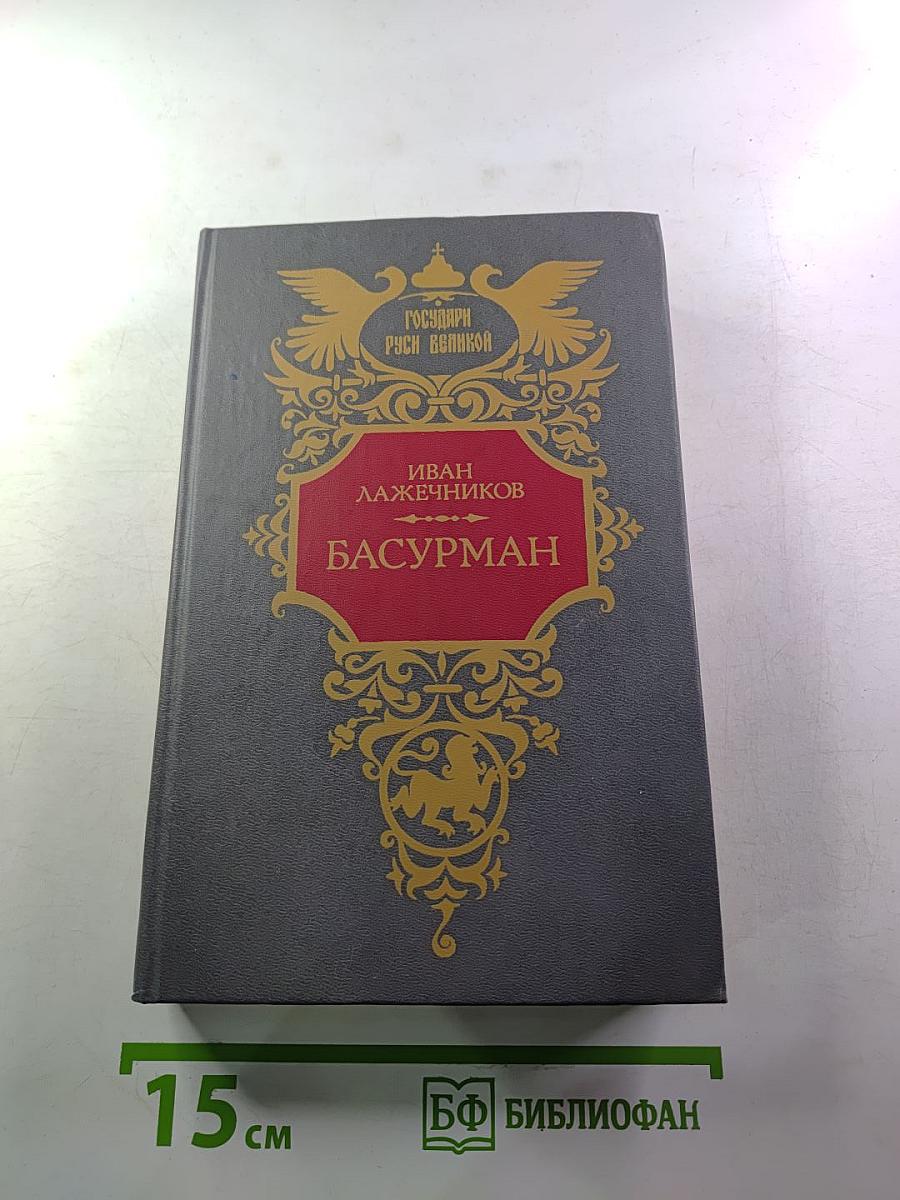 ГОСУДАРИ
РУСИ ВЕЛИКОЙ
ИВАН
ЛАЖЕЧНИКОВ
БАСУРМАН
15 см
БФ БИБЛИОФАН